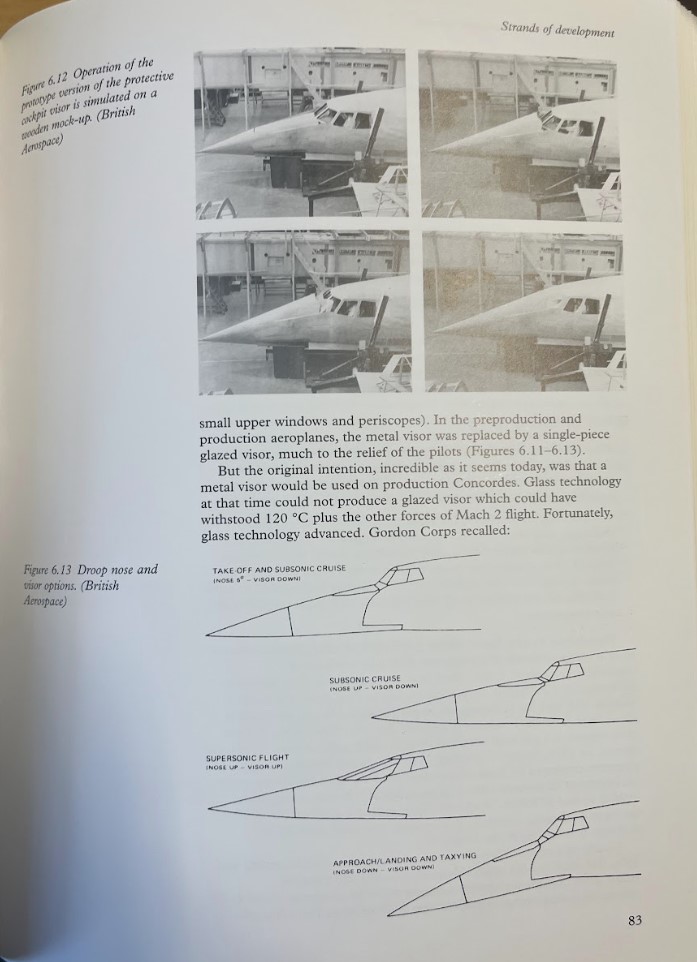 Strands of development
Figure 6.12 Operation of the
prototype version of the protective
cockpit visor is simulated on a
wooden mock-up. (British
Aerospace)
small upper windows and periscopes). In the preproduction and
production aeroplanes, the metal visor was replaced by a single-piece
glazed visor, much to the relief of the pilots (Figures 6.11–6.13).
But the original intention, incredible as it seems today, was that a
metal visor would be used on production Concordes. Glass technology
at that time could not produce a glazed visor which could have
withstood 120 °C plus the other forces of Mach 2 flight. Fortunately,
glass technology advanced. Gordon Corps recalled:
Figure 6.13 Droop nose and
visor options. (British
Aerospace)
TAKE-OFF AND SUBSONIC CRUISE
(NOSE 5° – VISOR DOWN)
SUBSONIC CRUISE
(NOSE UP – VISOR DOWN)
SUPERSONIC FLIGHT
(NOSE UP – VISOR UP)
APPROACH/LANDING AND TAXYING
(NOSE DOWN – VISOR DOWN)
83